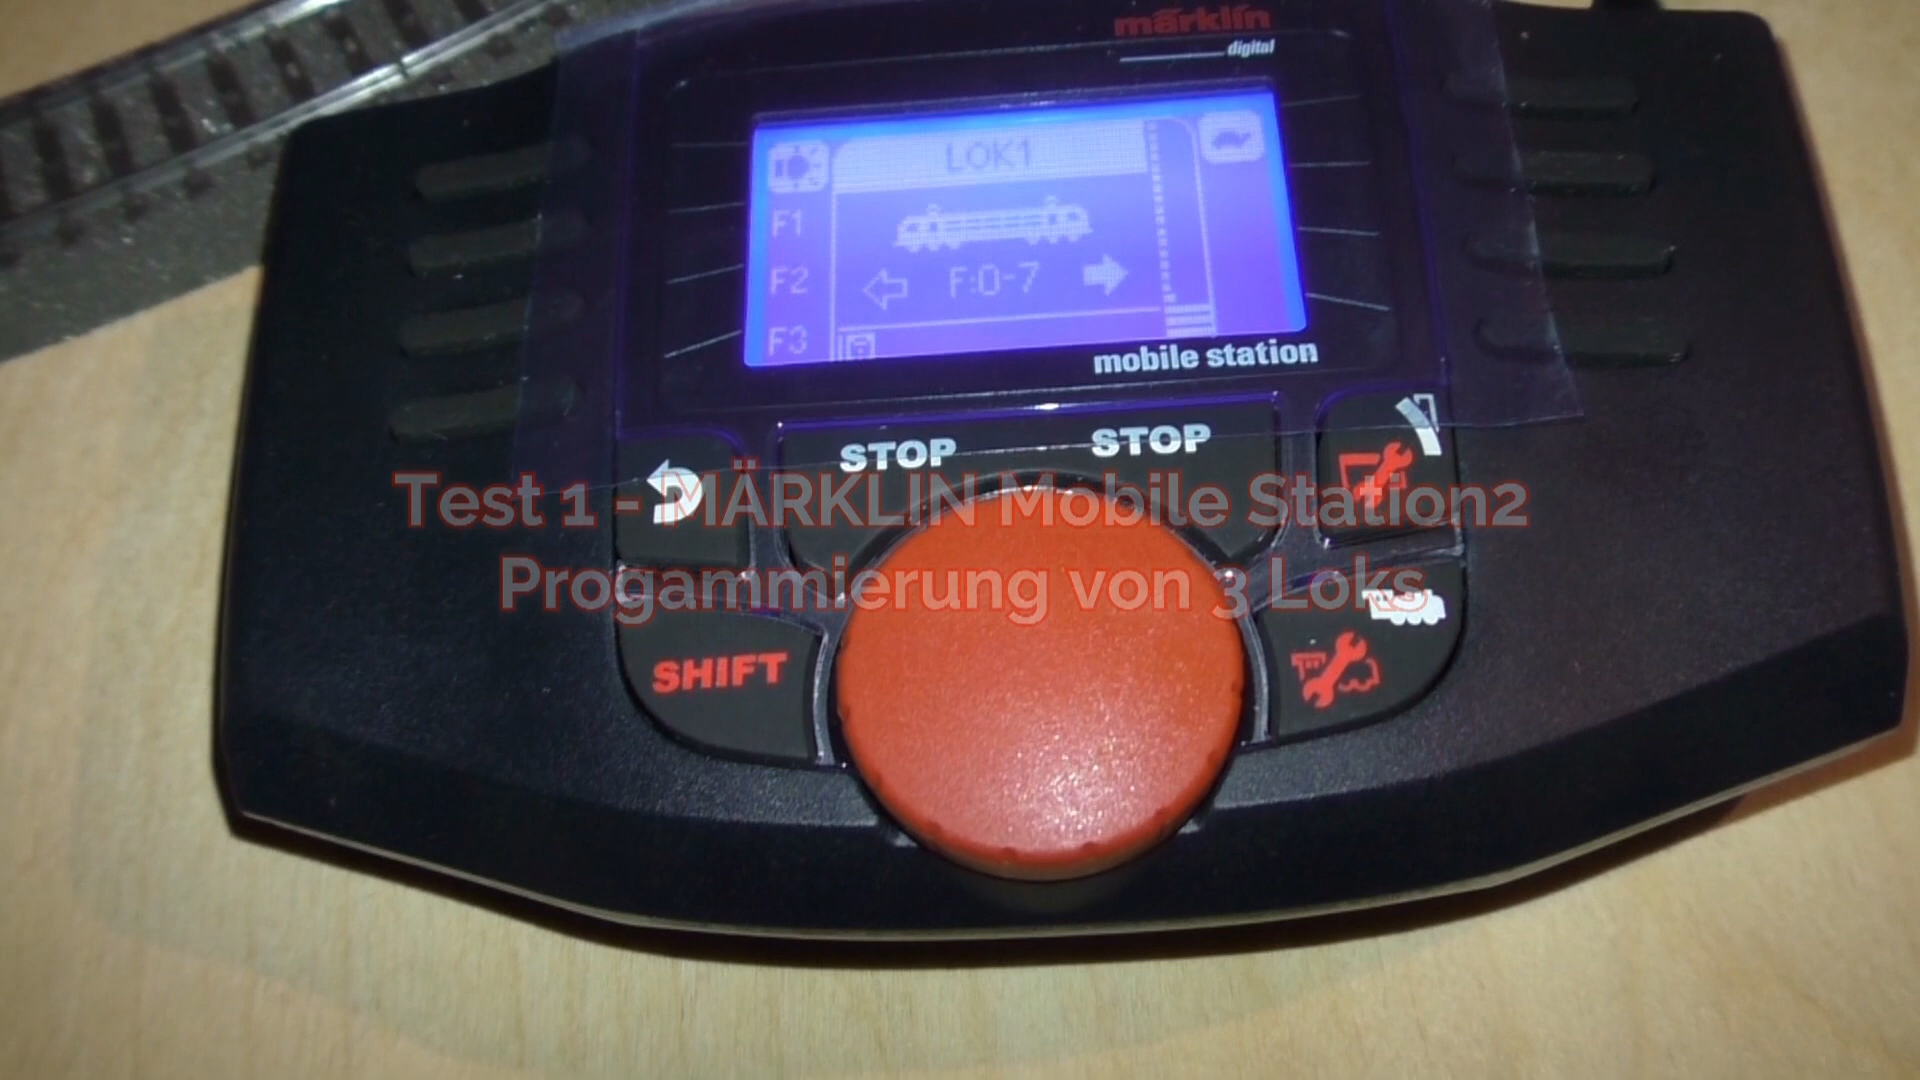 märklin
digital
LOK1
F1
F2
F:0-7
F3
mobile station
STOP STOP
Test 1 - MÄRKLIN Mobile Station2
Progammierung von 3 Loks
SHIFT